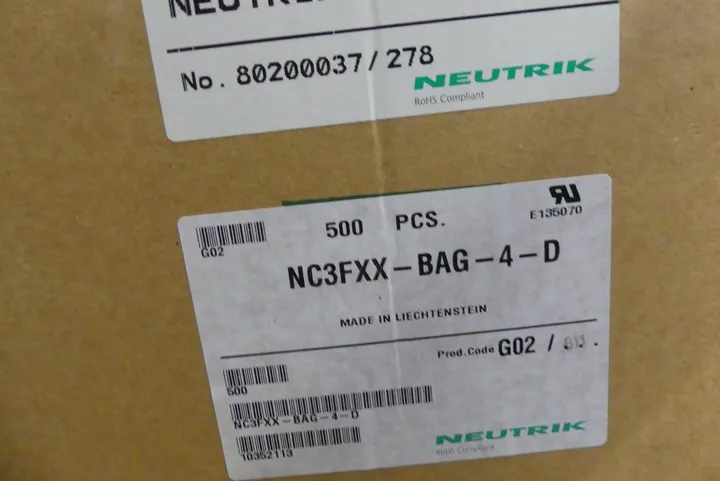 No. 80200037/278
NEUTRIK
RoHS Compliant
500 PCS.
E135070
G02
NC3FXX-BAG-4-D
MADE IN LIECHTENSTEIN
Prod.Code G02 /
500
NC3FXX-BAG-4-D
10352113
NEUTRIK
RoHS Compliant